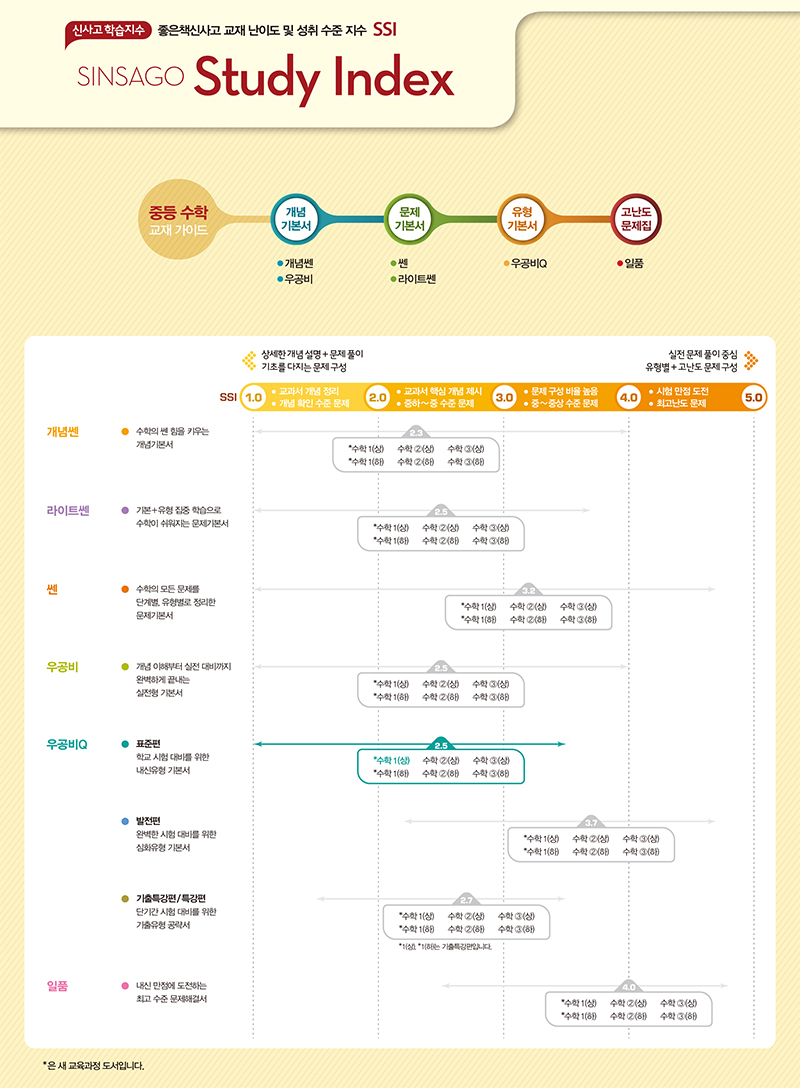 신사고 학습지수 좋은책신사고 교재 난이도 및 성취 수준 지수 SSI
SINSAGO Study Index
중등 수학
교재 가이드
개념
기본서
문제
기본서
유형
기본서
고난도
문제집
• 개념쎈
• 우공비
• 쎈
• 라이트쎈
• 우공비Q
• 일품
상세한 개념 설명 + 문제 풀이
기초를 다지는 문제 구성
실전 문제 풀이 중심
유형별 + 고난도 문제 구성
SSI
1.0
• 교과서 개념 정리
• 개념 확인 수준 문제
2.0
• 교과서 핵심 개념 제시
• 중하~중 수준 문제
3.0
• 문제 구성 비율 높음
• 중~중상 수준 문제
4.0
• 시험 만점 도전
• 최고난도 문제
5.0
개념쎈
• 수학의 쎈 힘을 키우는
개념기본서
2.3
*수학 1(상) 수학 ②(상) 수학 ③(상)
*수학 1(하) 수학 ②(하) 수학 ③(하)
라이트쎈
• 기본+유형 집중 학습으로
수학이 쉬워지는 문제기본서
2.5
*수학 1(상) 수학 ②(상) 수학 ③(상)
*수학 1(하) 수학 ②(하) 수학 ③(하)
쎈
• 수학의 모든 문제를
단계별, 유형별로 정리한
문제기본서
3.2
*수학 1(상) 수학 ②(상) 수학 ③(상)
*수학 1(하) 수학 ②(하) 수학 ③(하)
우공비
• 개념 이해부터 실전 대비까지
완벽하게 끝내는
실전형 기본서
2.5
*수학 1(상) 수학 ②(상) 수학 ③(상)
*수학 1(하) 수학 ②(하) 수학 ③(하)
우공비Q
• 표준편
학교 시험 대비를 위한
내신유형 기본서
2.5
*수학 1(상) 수학 ②(상) 수학 ③(상)
*수학 1(하) 수학 ②(하) 수학 ③(하)
• 발전편
완벽한 시험 대비를 위한
심화유형 기본서
3.7
*수학 1(상) 수학 ②(상) 수학 ③(상)
*수학 1(하) 수학 ②(하) 수학 ③(하)
• 기출특강편/특강편
단기간 시험 대비를 위한
기출유형 공략서
2.7
*수학 1(상) 수학 ②(상) 수학 ③(상)
*수학 1(하) 수학 ②(하) 수학 ③(하)
*1(상), *1(하)는 기출특강편입니다.
일품
• 내신 만점에 도전하는
최고 수준 문제해결서
4.0
*수학 1(상) 수학 ②(상) 수학 ③(상)
*수학 1(하) 수학 ②(하) 수학 ③(하)
*은 새 교육과정 도서입니다.